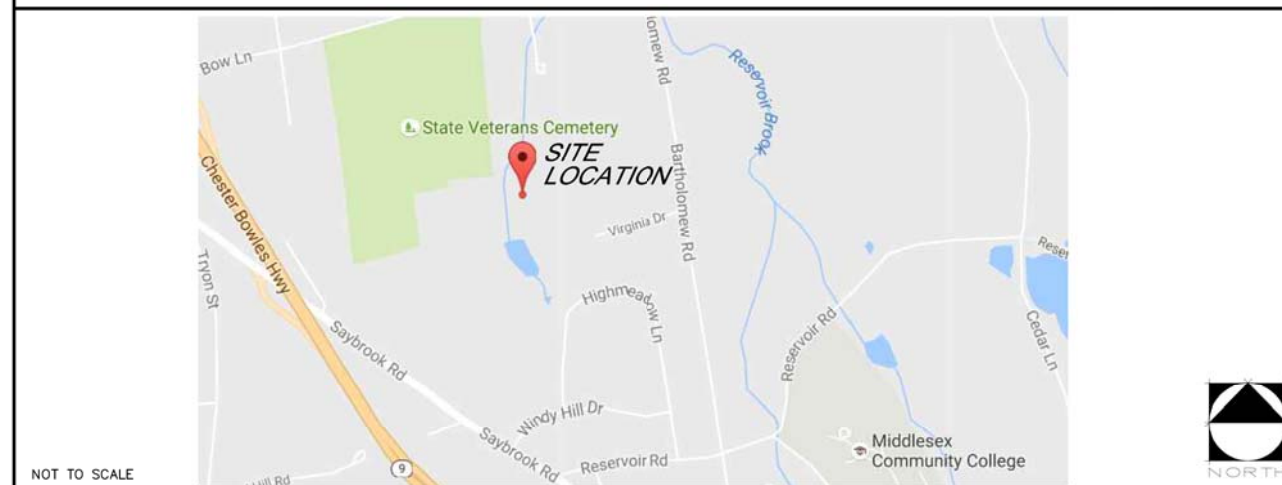 Bow Ln
State Veterans Cemetery
SITE
LOCATION
Bartholomew Rd
Reservoir
Brook
Chester Bowles Hwy
Virginia Dr
Tryon St
Highmeadow Ln
Saybrook Rd
Reservoir Rd
Cedar Ln
Windy Hill Dr
Saybrook Rd
Reservoir Rd
Middlesex
Community College
9
Hill Rd
NOT TO SCALE
NORTH